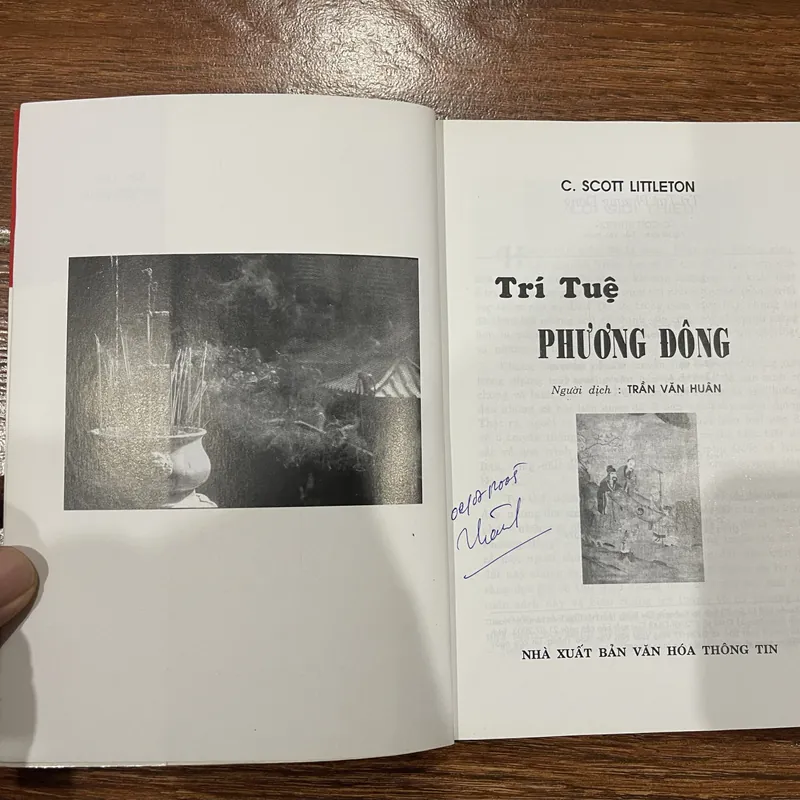 C. SCOTT LITTLETON
Trí Tuệ
PHƯƠNG ĐÔNG
Người dịch : TRẦN VĂN HUÂN
NHÀ XUẤT BẢN VĂN HÓA THÔNG TIN